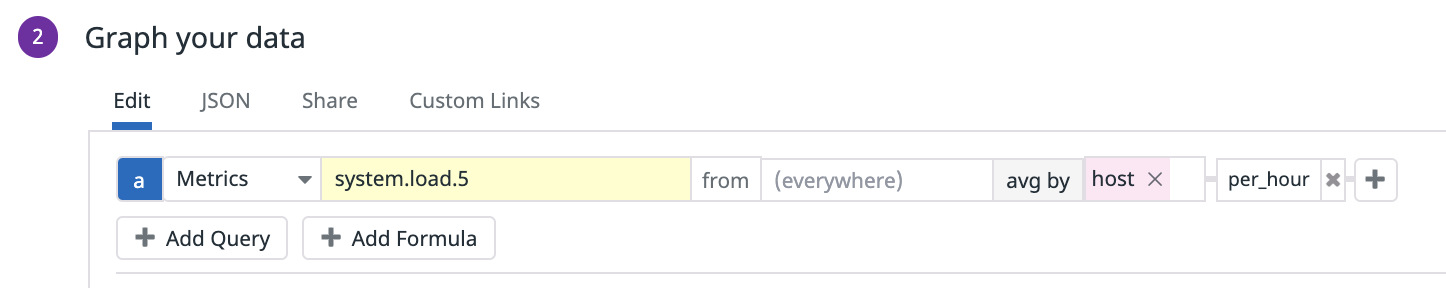 2 Graph your data
Edit JSON Share Custom Links
a Metrics system.load.5 from (everywhere) avg by host per_hour
Add Query Add Formula